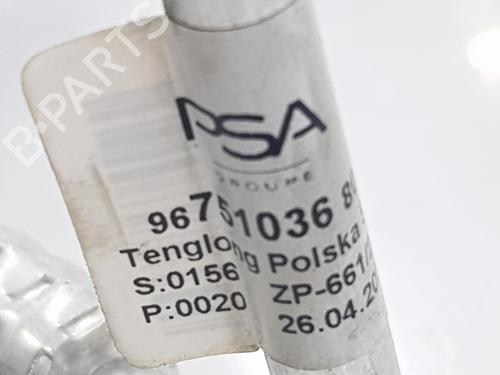 B-PARTS
PSA
GROUPE
96751036 80
Tenglong Polska
S:0156 ZP-661/
P:0020 26.04.20